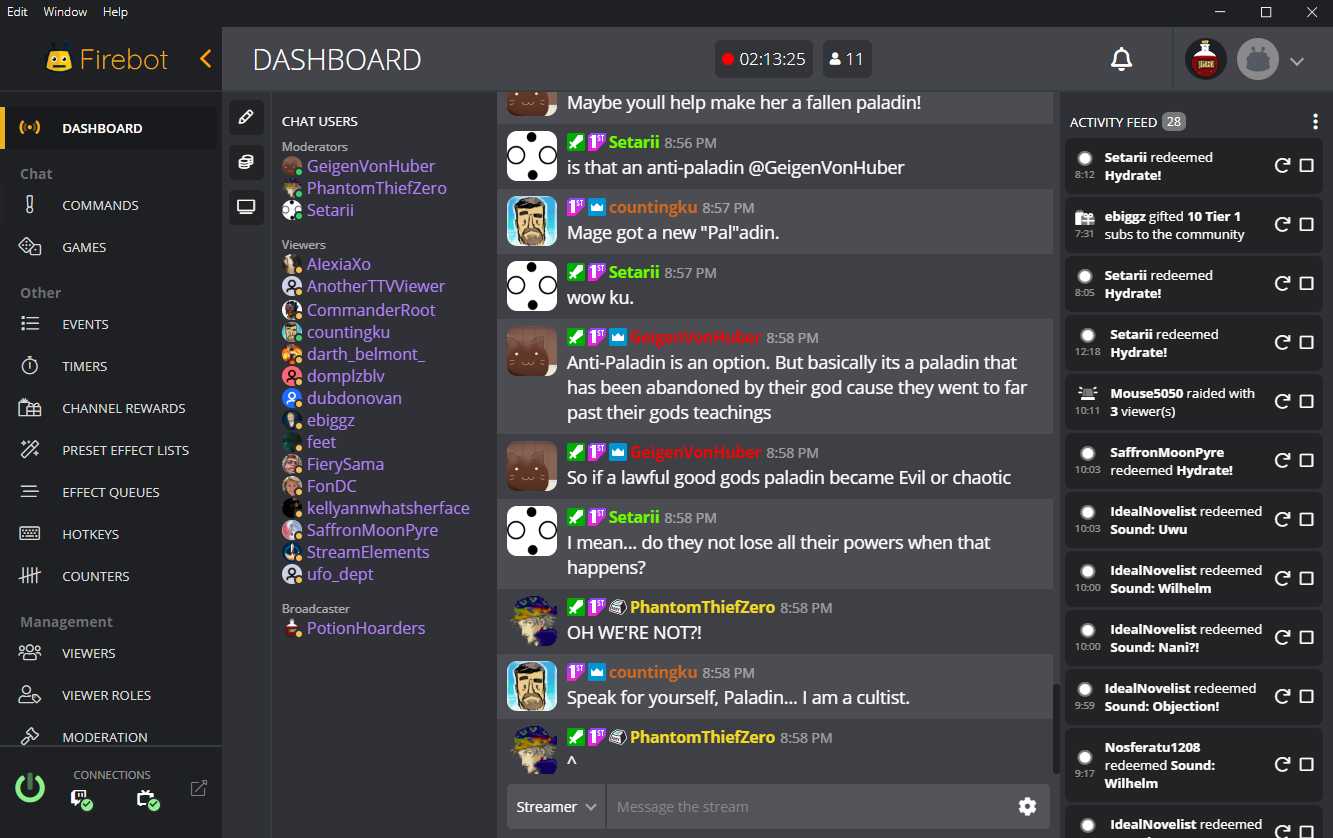 Edit Window Help
Firebot
DASHBOARD
02:13:25
11
DASHBOARD
Chat
COMMANDS
GAMES
Other
EVENTS
TIMERS
CHANNEL REWARDS
PRESET EFFECT LISTS
EFFECT QUEUES
HOTKEYS
COUNTERS
Management
VIEWERS
VIEWER ROLES
MODERATION
CONNECTIONS
CHAT USERS
Moderators
GeigenVonHuber
PhantomThiefZero
Setarii
Viewers
AlexiaXo
AnotherTTVViewer
CommanderRoot
countingku
darth_belmont_
domplzblv
dubdonovan
ebiggz
feet
FierySama
FonDC
kellyannwhatsherface
SaffronMoonPyre
StreamElements
ufo_dept
Broadcaster
PotionHoarders
Maybe youll help make her a fallen paladin!
1ST Setarii 8:56 PM
is that an anti-paladin @GeigenVonHuber
1ST countingku 8:57 PM
Mage got a new "Pal"adin.
1ST Setarii 8:57 PM
wow ku.
1ST GeigenVonHuber 8:58 PM
Anti-Paladin is an option. But basically its a paladin that
has been abandoned by their god cause they went to far
past their gods teachings
1ST GeigenVonHuber 8:58 PM
So if a lawful good gods paladin became Evil or chaotic
1ST Setarii 8:58 PM
I mean... do they not lose all their powers when that
happens?
1ST PhantomThiefZero 8:58 PM
OH WE'RE NOT?!
1ST countingku 8:58 PM
Speak for yourself, Paladin... I am a cultist.
1ST PhantomThiefZero 8:58 PM
^
Streamer
Message the stream
ACTIVITY FEED 28
Setarii redeemed
8:12 Hydrate!
ebiggz gifted 10 Tier 1
7:31 subs to the community
Setarii redeemed
8:05 Hydrate!
Setarii redeemed
12:18 Hydrate!
Mouse5050 raided with
10:11 3 viewer(s)
SaffronMoonPyre
10:03 redeemed Hydrate!
IdealNovelist redeemed
10:03 Sound: Uwu
IdealNovelist redeemed
10:00 Sound: Wilhelm
IdealNovelist redeemed
10:00 Sound: Nani?!
IdealNovelist redeemed
9:59 Sound: Objection!
Nosferatu1208
redeemed Sound:
9:17 Wilhelm
IdealNovelist redeemed